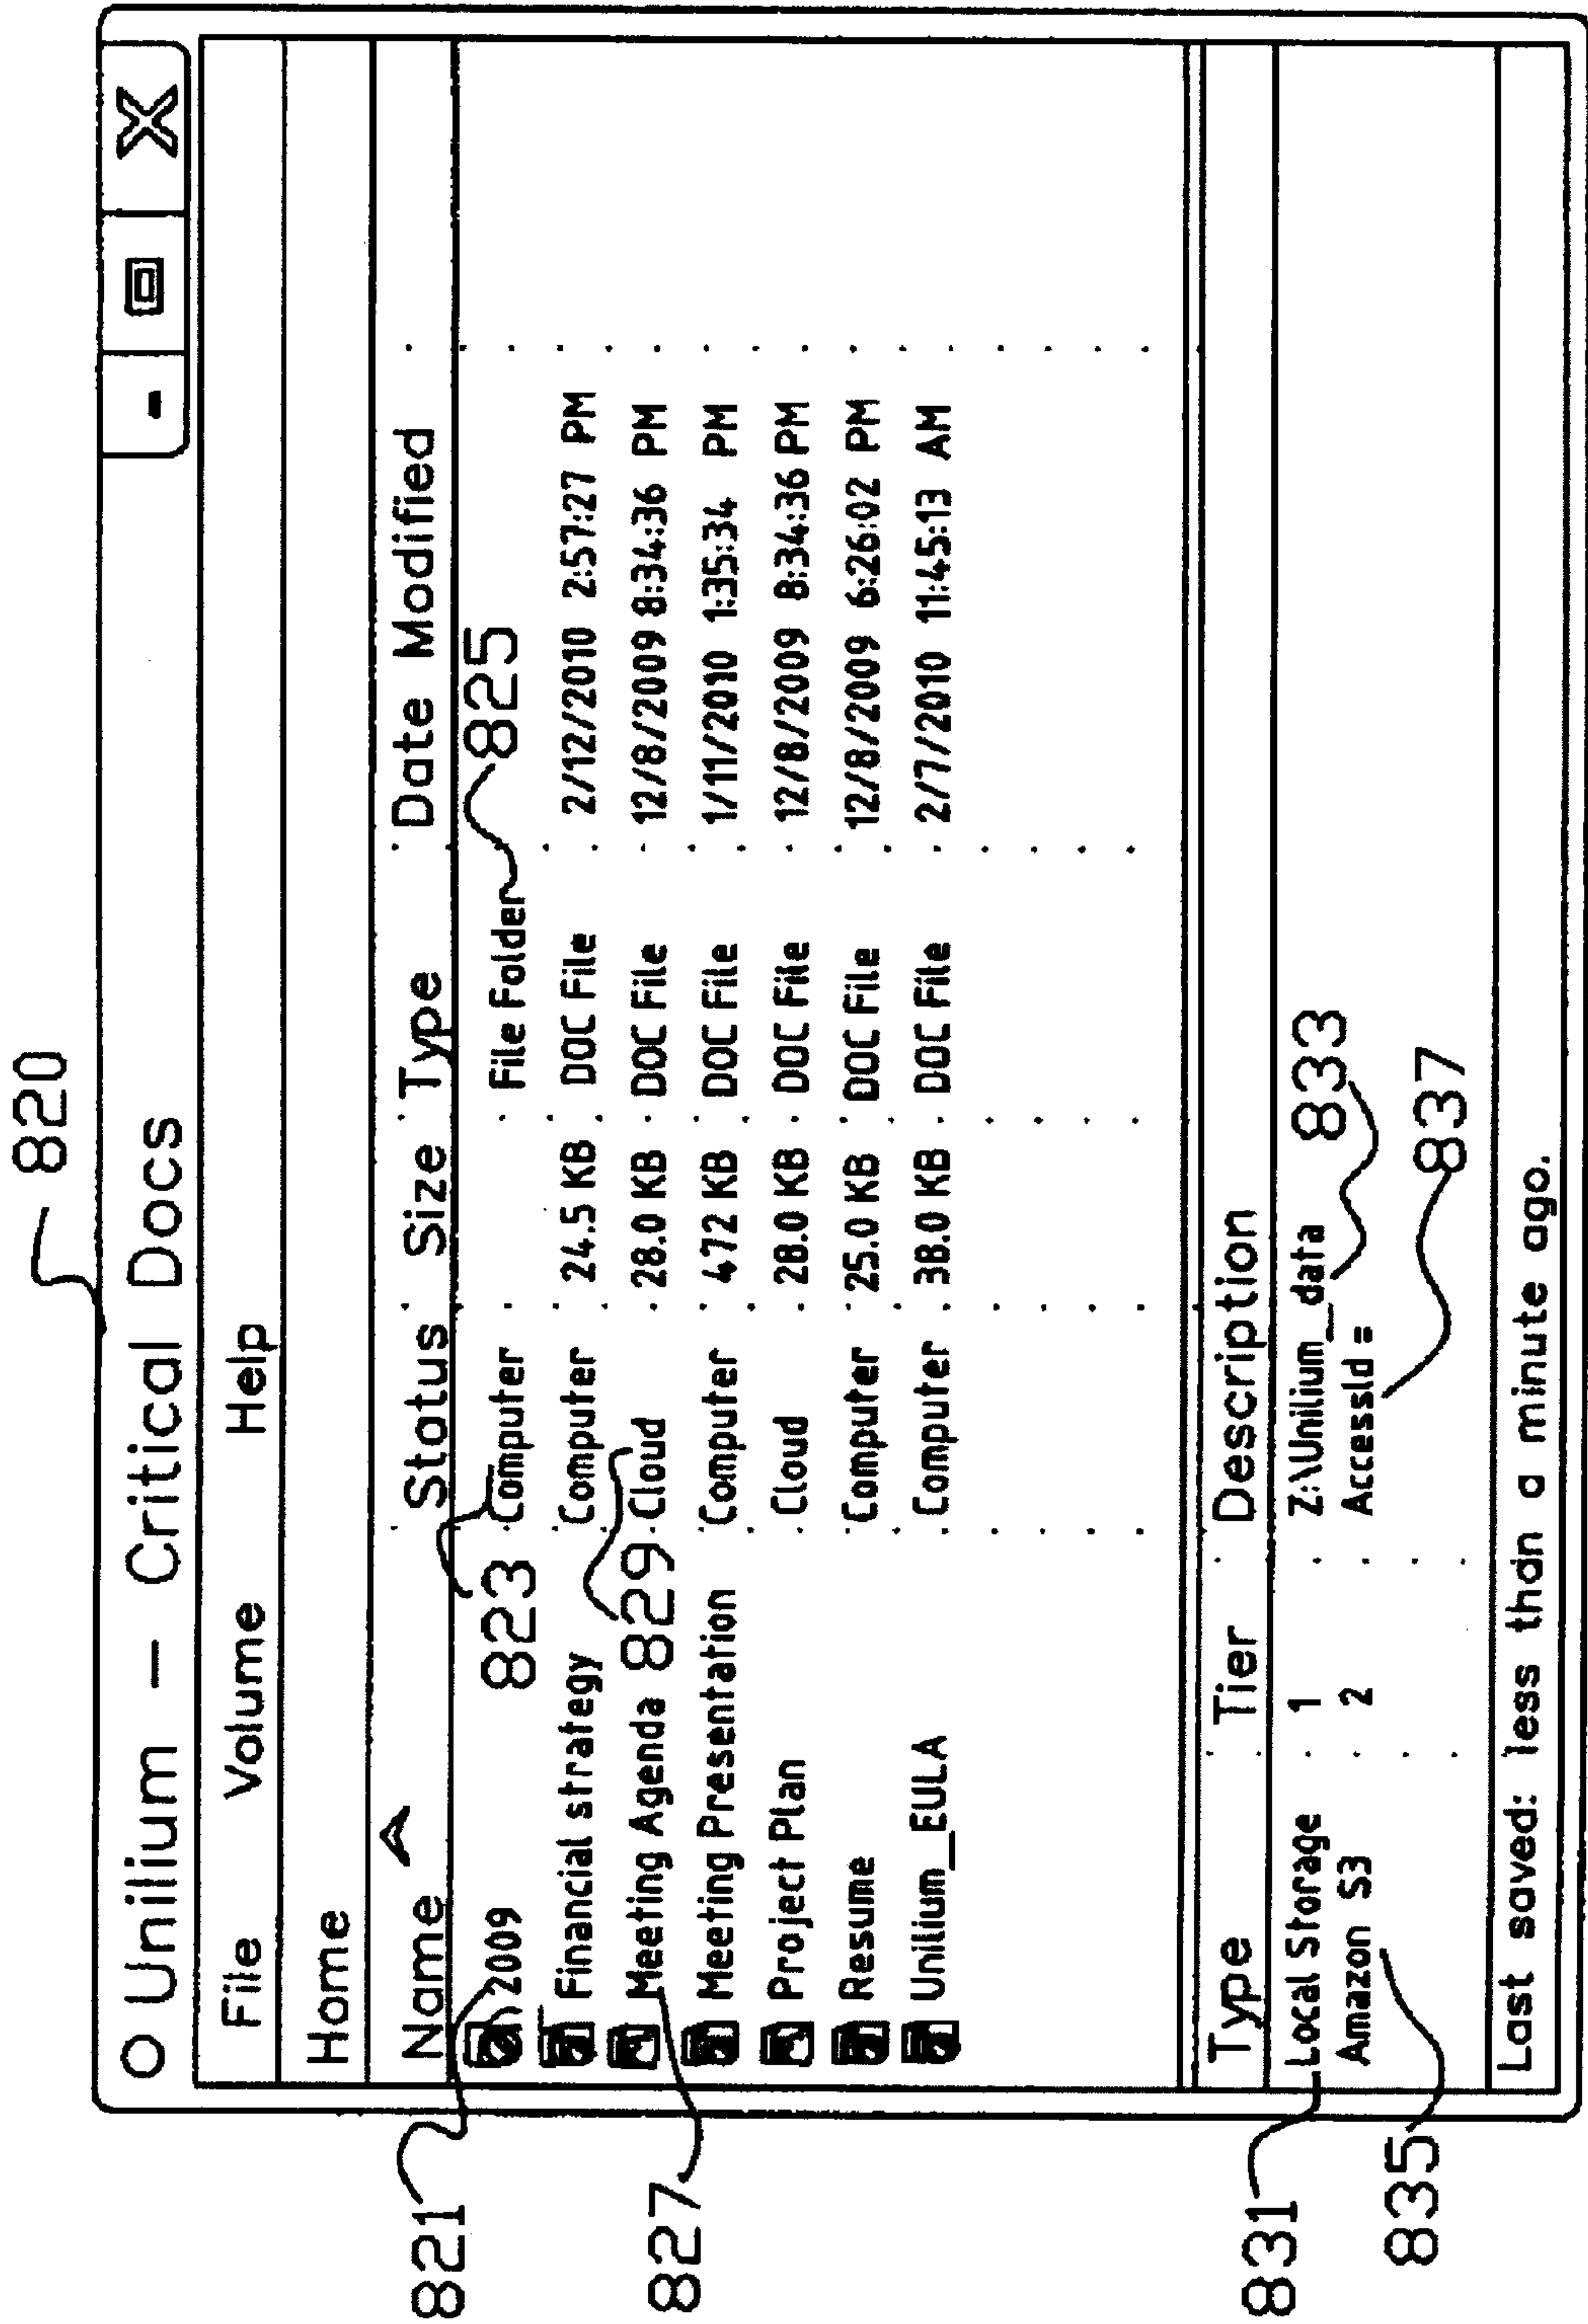 820
Unilium – Critical Docs
File Volume Help
Home
Name Status Size Type Date Modified
2009 823 Computer File Folder 825
Financial strategy Computer 24.5 KB DOC File 2/12/2010 2:57:27 PM
Meeting Agenda 829 Cloud 28.0 KB DOC File 12/8/2009 8:34:36 PM
Meeting Presentation Computer 472 KB DOC File 1/11/2010 1:35:34 PM
Project Plan Cloud 28.0 KB DOC File 12/8/2009 8:34:36 PM
Resume Computer 25.0 KB DOC File 12/8/2009 6:26:02 PM
Unilium_EULA Computer 38.0 KB DOC File 2/7/2010 11:45:13 AM
821
827
Type Tier Description
831 Local Storage 1 Z:\Unilium_data 833
835 Amazon S3 2 AccessId = 837
Last saved: less than a minute ago.